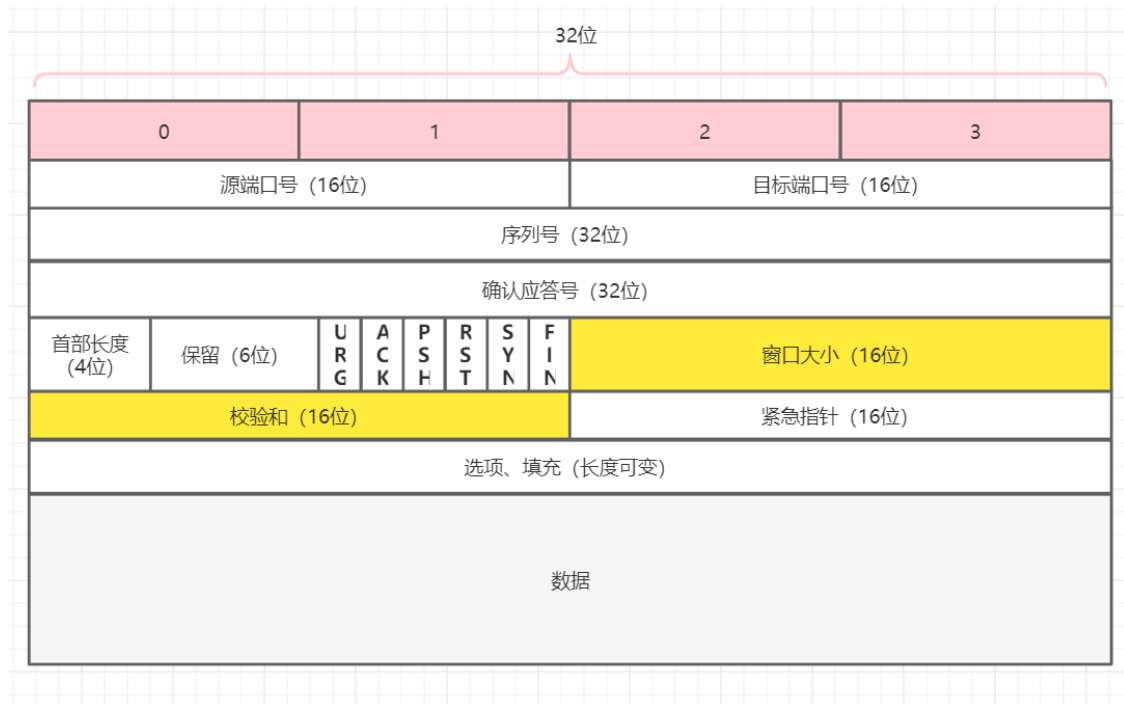 32位
0 1 2 3
源端口号 (16位) 目标端口号 (16位)
序列号 (32位)
确认应答号 (32位)
首部长度
(4位)
保留 (6位)
URG
ACK
PSH
RST
SYN
FIN
窗口大小 (16位)
校验和 (16位) 紧急指针 (16位)
选项、填充 (长度可变)
数据